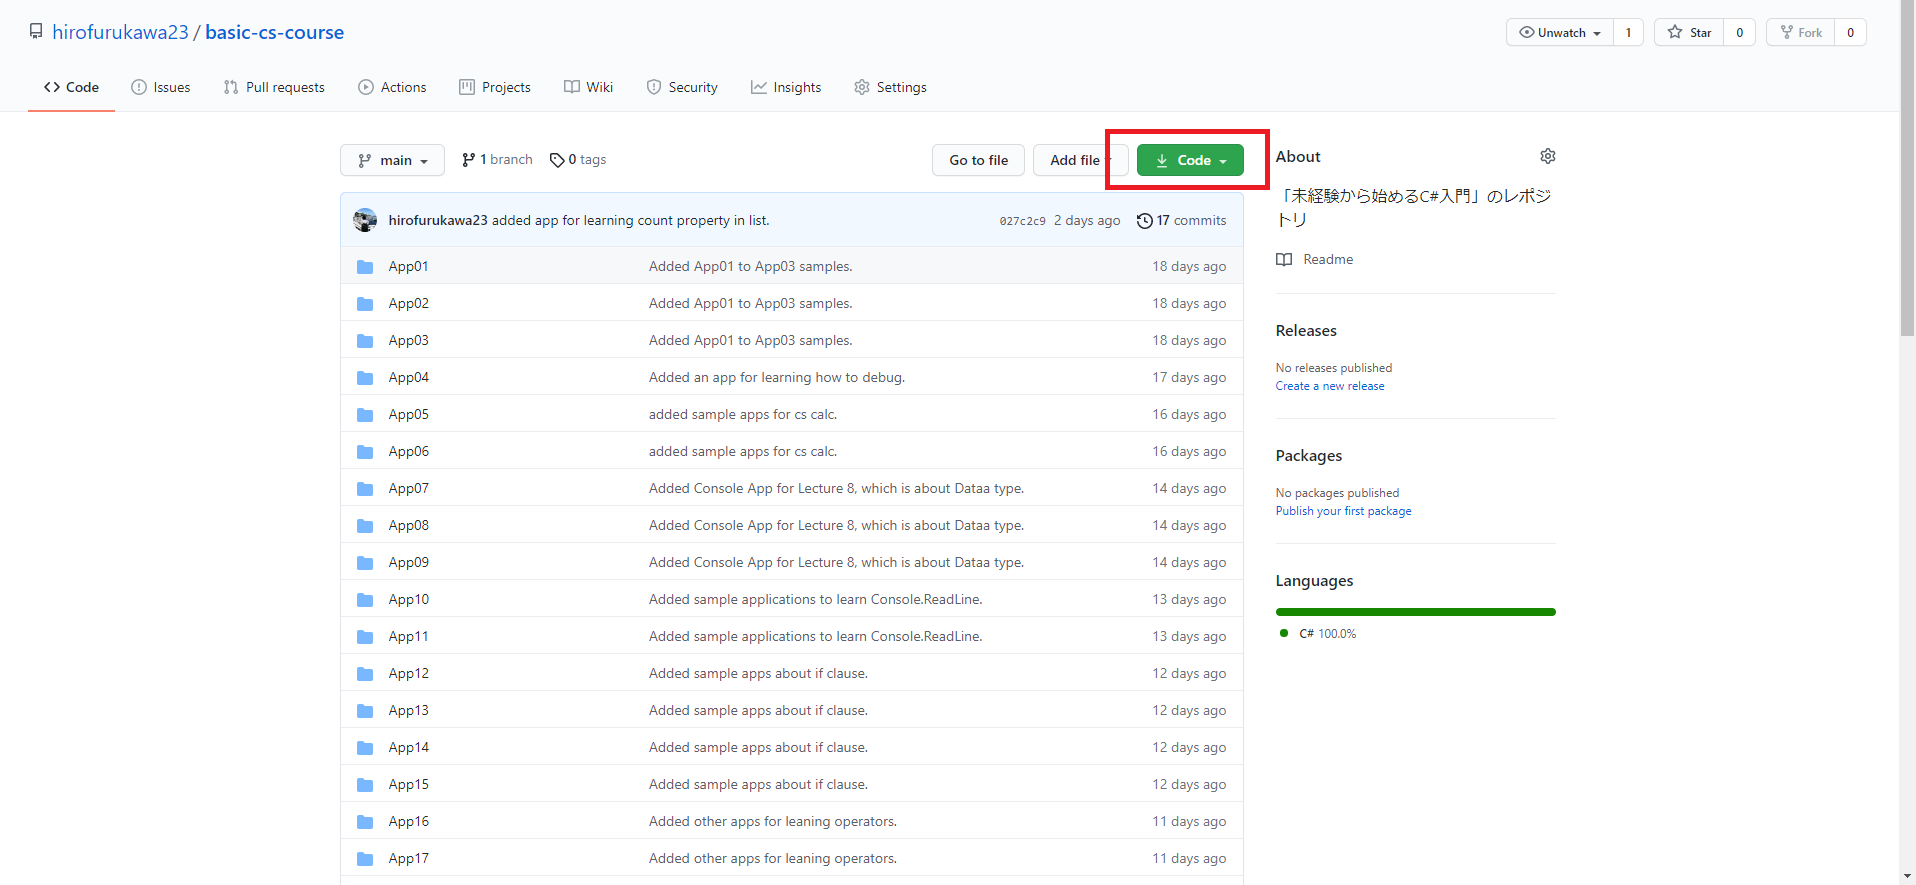 hirofurukawa23 / basic-cs-course
Unwatch 1 Star 0 Fork 0
Code Issues Pull requests Actions Projects Wiki Security Insights Settings
main 1 branch 0 tags Go to file Add file Code
hirofurukawa23 added app for learning count property in list. 027c2c9 2 days ago 17 commits
App01 Added App01 to App03 samples. 18 days ago
App02 Added App01 to App03 samples. 18 days ago
App03 Added App01 to App03 samples. 18 days ago
App04 Added an app for learning how to debug. 17 days ago
App05 added sample apps for cs calc. 16 days ago
App06 added sample apps for cs calc. 16 days ago
App07 Added Console App for Lecture 8, which is about Dataa type. 14 days ago
App08 Added Console App for Lecture 8, which is about Dataa type. 14 days ago
App09 Added Console App for Lecture 8, which is about Dataa type. 14 days ago
App10 Added sample applications to learn Console.ReadLine. 13 days ago
App11 Added sample applications to learn Console.ReadLine. 13 days ago
App12 Added sample apps about if clause. 12 days ago
App13 Added sample apps about if clause. 12 days ago
App14 Added sample apps about if clause. 12 days ago
App15 Added sample apps about if clause. 12 days ago
App16 Added other apps for leaning operators. 11 days ago
App17 Added other apps for leaning operators. 11 days ago
About
「未経験から始めるC#入門」のレポジ
トリ
Readme
Releases
No releases published
Create a new release
Packages
No packages published
Publish your first package
Languages
C# 100.0%